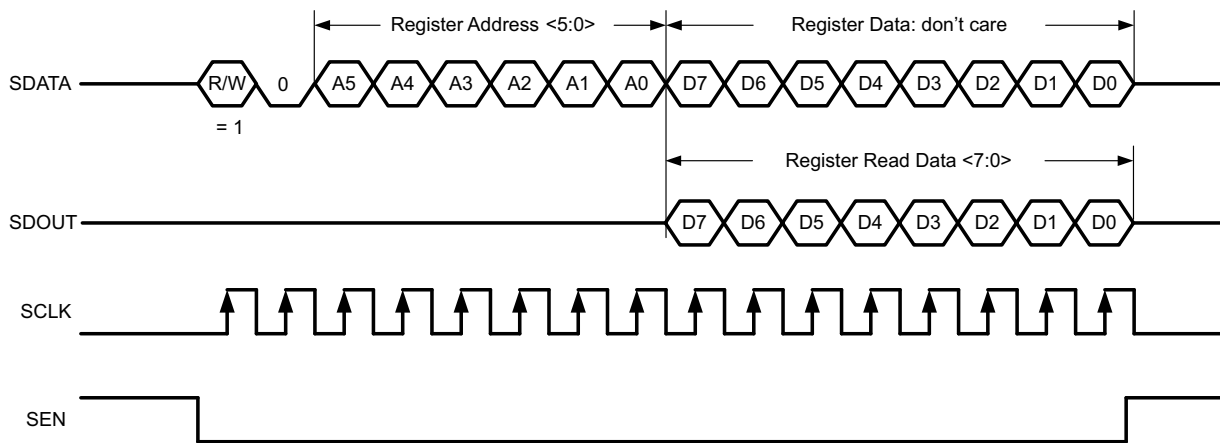 Register Address <5:0> Register Data: don't care
SDATA R/W 0 A5 A4 A3 A2 A1 A0 D7 D6 D5 D4 D3 D2 D1 D0
= 1
Register Read Data <7:0>
SDOUT D7 D6 D5 D4 D3 D2 D1 D0
SCLK
SEN